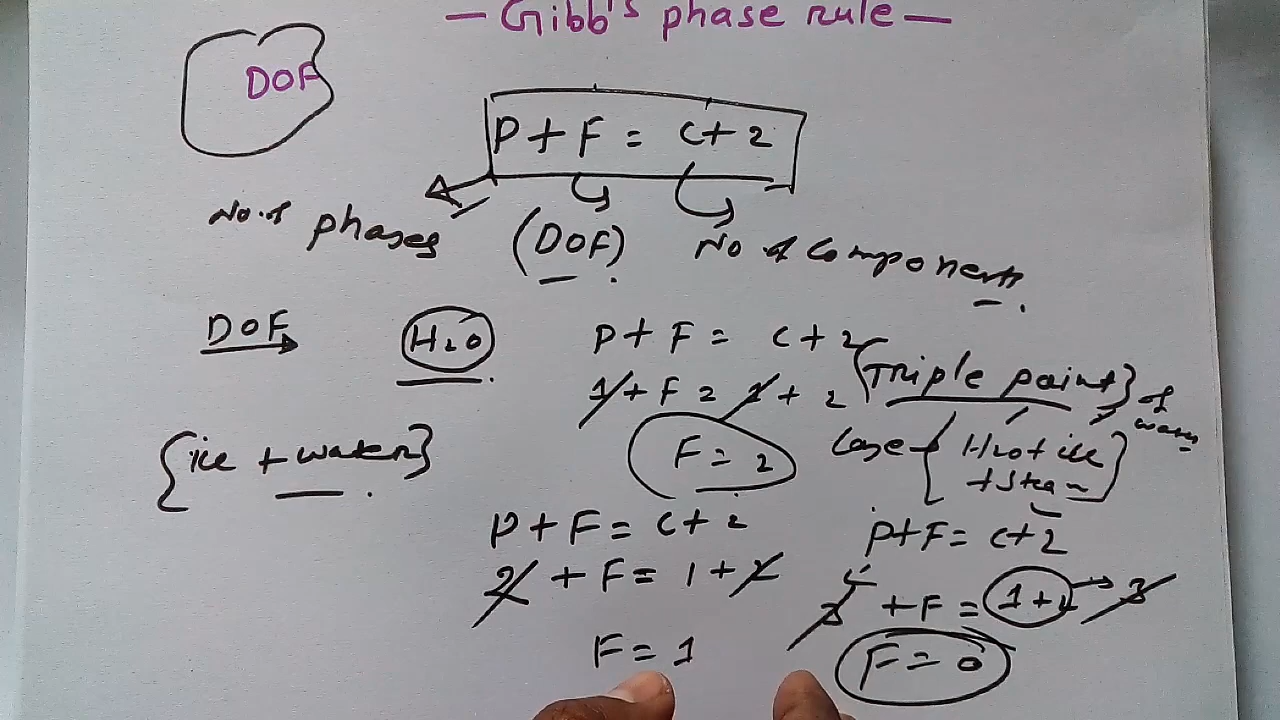 — Gibb's phase rule —
DOF
P + F = C + 2
No. of phases
(DOF)
No of Components.
DOF
H2O
P + F = C + 2
1 + F = 1 + 2
F = 2
{Triple point} of water
{ice + water}.
Case - {H2O + ice
+ Steam}
P + F = C + 2
2 + F = 1 + 2
F = 1
P + F = C + 2
3 + F = 1 + 2 → 3
F = 0